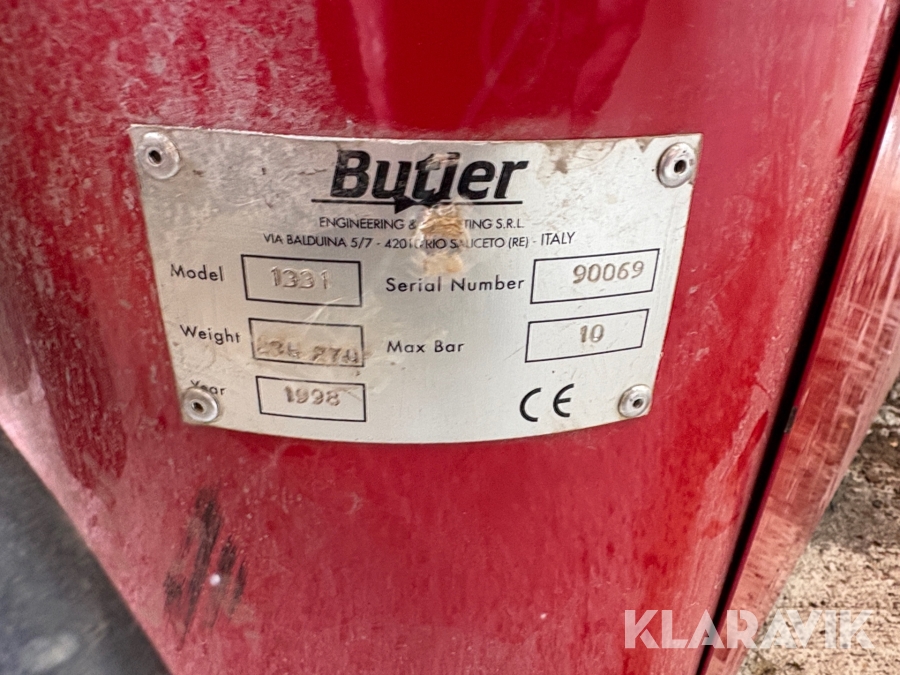 Butler
ENGINEERING & TING S.R.L.
VIA BALDUINA 5/7 - 42010 RIO SALICETO (RE) - ITALY
Model 1331 Serial Number 90069
Weight Max Bar 10
Year 1998 CE
KLARAVIK